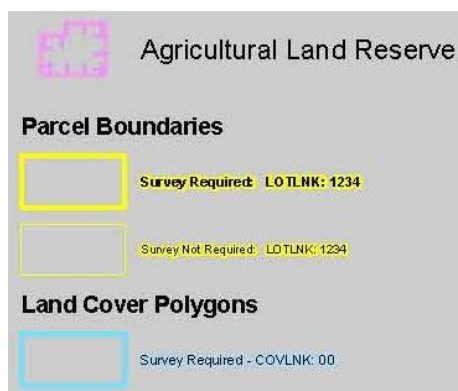 Agricultural Land Reserve
Parcel Boundaries
Survey Required: LOTLNK: 1234
Survey Not Required: LOTLNK: 1234
Land Cover Polygons
Survey Required - COVLNK: 00